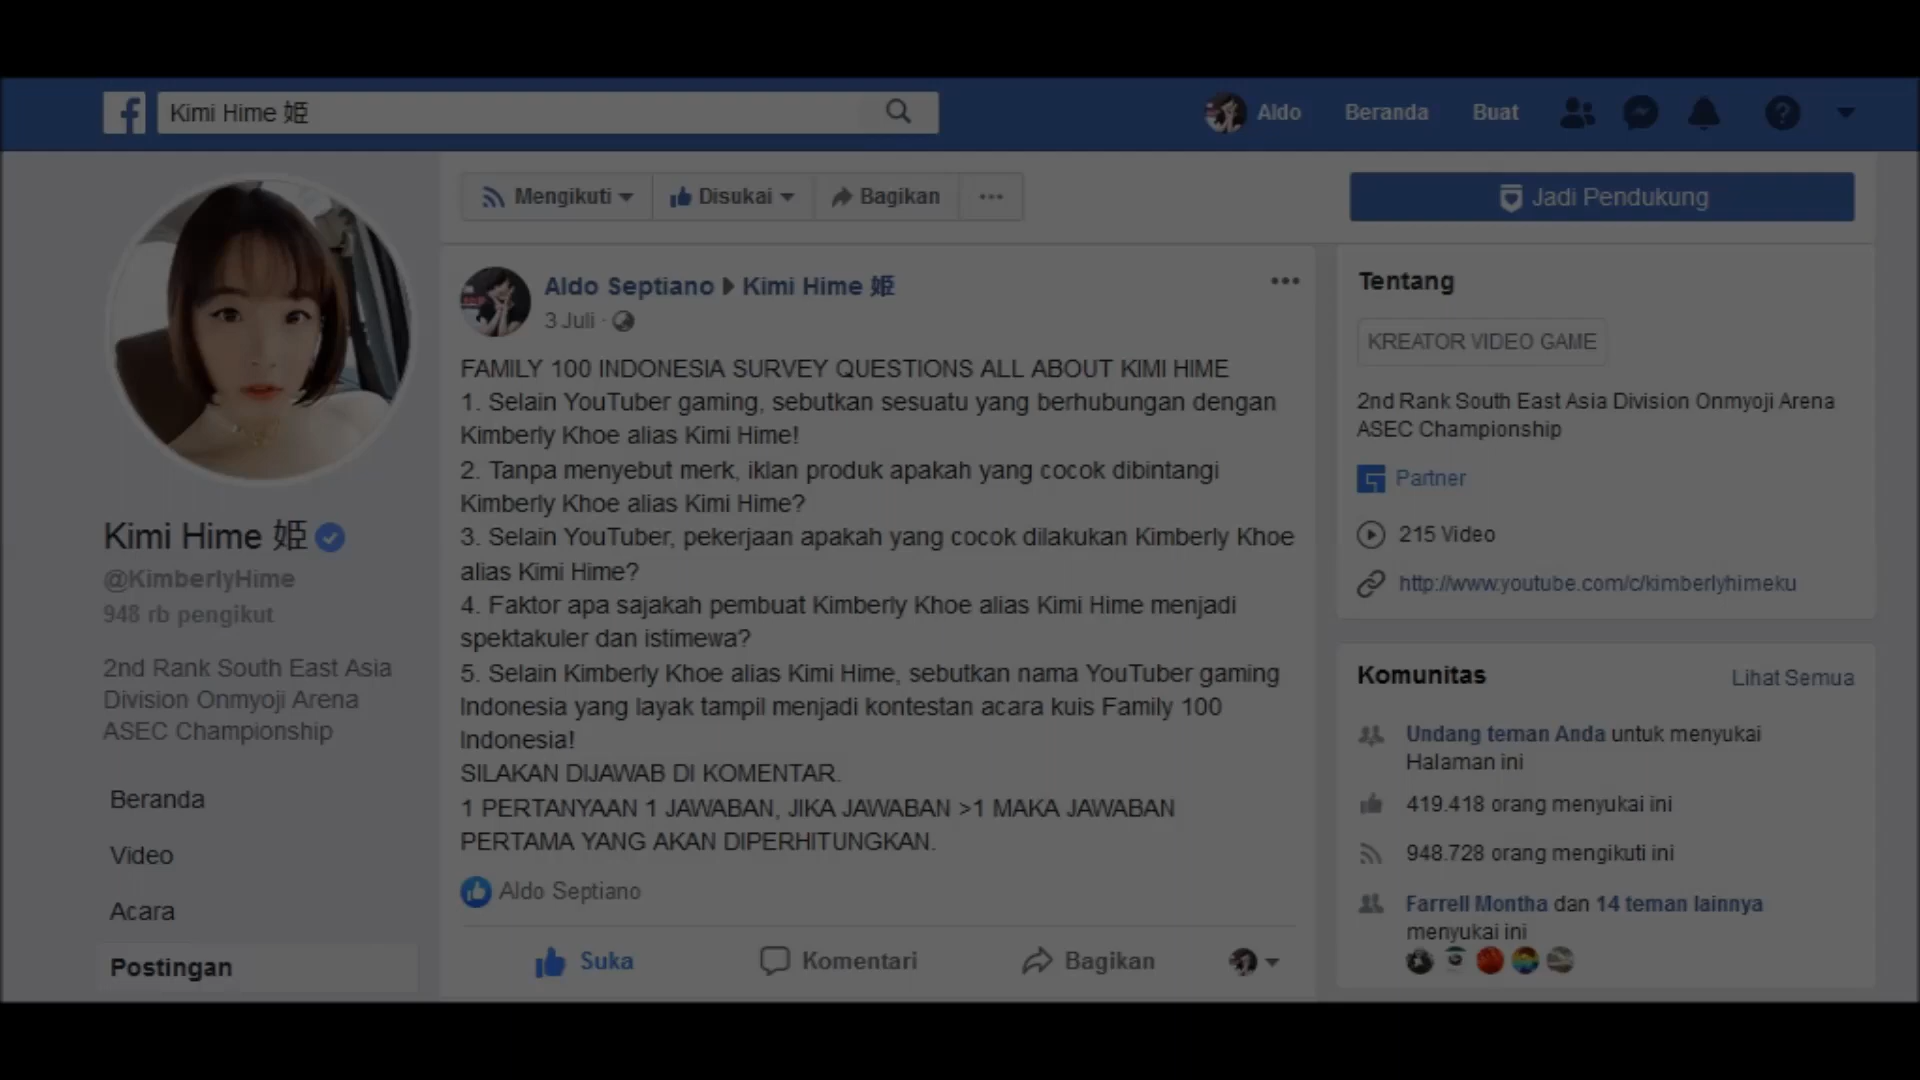 Kimi Hime 姫
Aldo
Beranda
Buat
Mengikuti
Disukai
Bagikan
Jadi Pendukung
Kimi Hime 姫
@KimberlyHime
948 rb pengikut
2nd Rank South East Asia
Division Onmyoji Arena
ASEC Championship
Beranda
Video
Acara
Postingan
Aldo Septiano Kimi Hime 姫
3 Juli ·
FAMILY 100 INDONESIA SURVEY QUESTIONS ALL ABOUT KIMI HIME
1. Selain YouTuber gaming, sebutkan sesuatu yang berhubungan dengan
Kimberly Khoe alias Kimi Hime!
2. Tanpa menyebut merk, iklan produk apakah yang cocok dibintangi
Kimberly Khoe alias Kimi Hime?
3. Selain YouTuber, pekerjaan apakah yang cocok dilakukan Kimberly Khoe
alias Kimi Hime?
4. Faktor apa sajakah pembuat Kimberly Khoe alias Kimi Hime menjadi
spektakuler dan istimewa?
5. Selain Kimberly Khoe alias Kimi Hime, sebutkan nama YouTuber gaming
Indonesia yang layak tampil menjadi kontestan acara kuis Family 100
Indonesia!
SILAKAN DIJAWAB DI KOMENTAR.
1 PERTANYAAN 1 JAWABAN, JIKA JAWABAN >1 MAKA JAWABAN
PERTAMA YANG AKAN DIPERHITUNGKAN.
Aldo Septiano
Suka
Komentari
Bagikan
Tentang
KREATOR VIDEO GAME
2nd Rank South East Asia Division Onmyoji Arena
ASEC Championship
Partner
215 Video
http://www.youtube.com/c/kimberlyhimeku
Komunitas
Lihat Semua
Undang teman Anda untuk menyukai
Halaman ini
419.418 orang menyukai ini
948.728 orang mengikuti ini
Farrell Montha dan 14 teman lainnya
menyukai ini